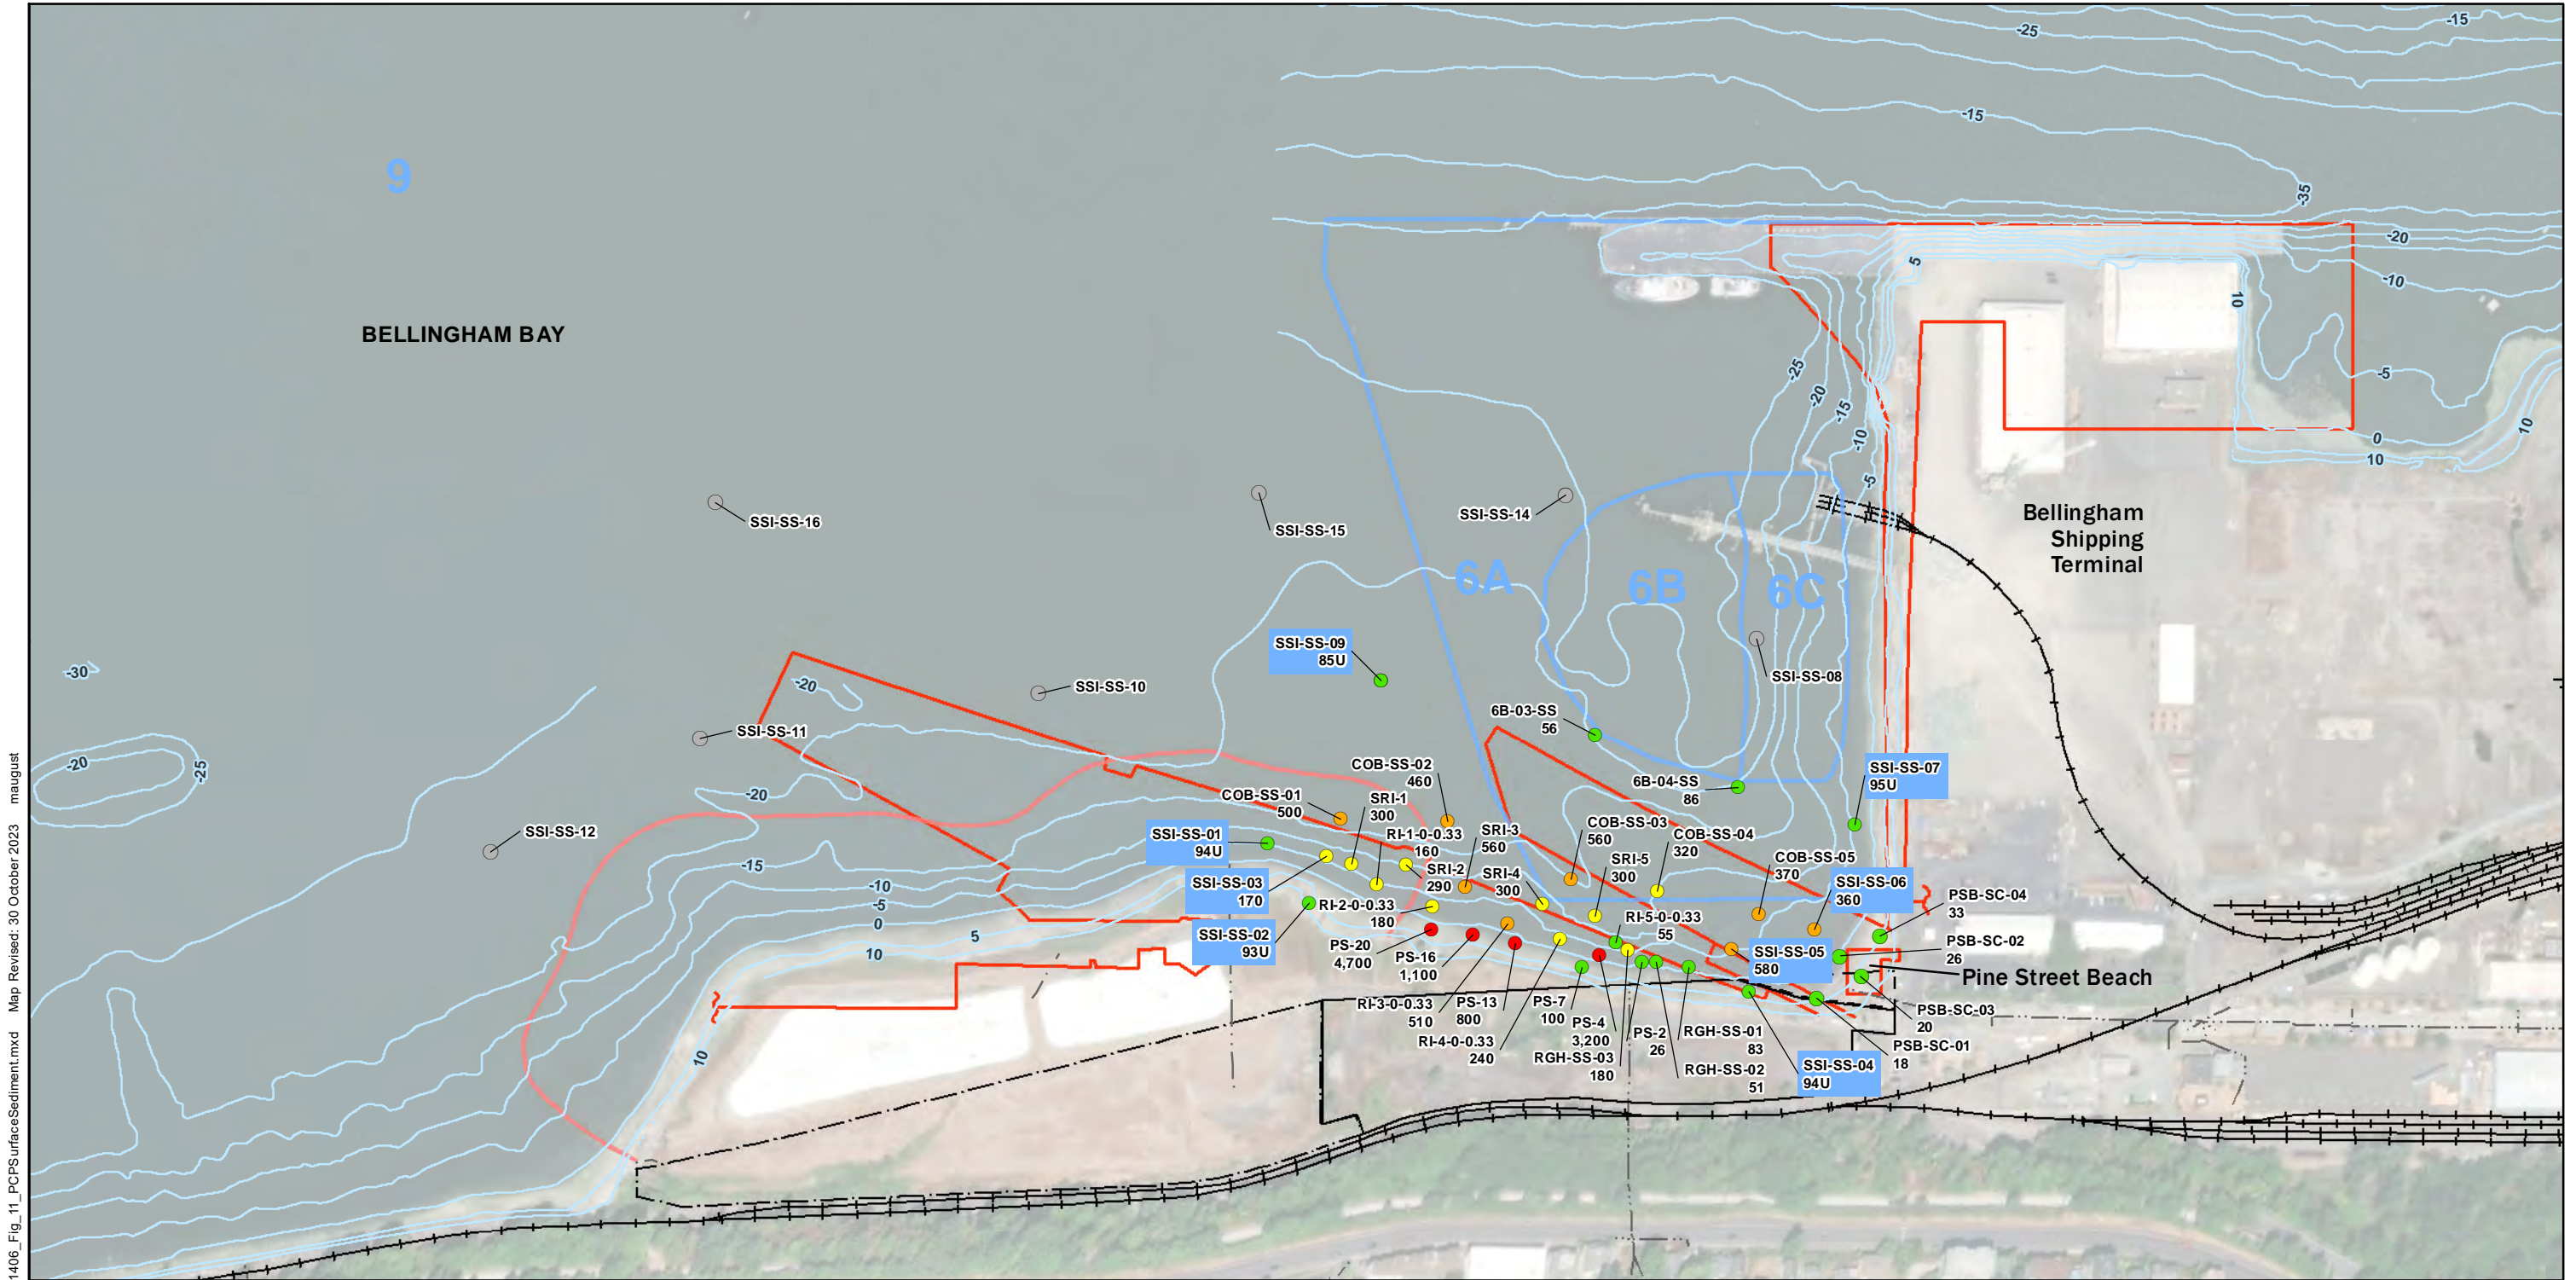 -15
-25
-15
9
-35
-20
5
-10
10
BELLINGHAM BAY
-25
-5
-20
-15
10
-10
0
10
-5
SSI-SS-16
SSI-SS-15
SSI-SS-14
Bellingham
Shipping
Terminal
6A
6B
6C
SSI-SS-09
85U
-30
-20
SSI-SS-10
SSI-SS-08
SSI-SS-11
6B-03-SS
56
-20
-25
COB-SS-02
460
SSI-SS-07
95U
6B-04-SS
86
-20
COB-SS-01
500
SRI-1
300
SSI-SS-12
SSI-SS-01
94U
RI-1-0-0.33
160
SRI-3
560
COB-SS-03
560
COB-SS-04
320
-15
SRI-2
290
SRI-4
300
SRI-5
300
COB-SS-05
370
-10
SSI-SS-03
170
SSI-SS-06
360
-5
PSB-SC-04
33
RI-2-0-0.33
180
0
RI-5-0-0.33
55
5
SSI-SS-02
93U
10
PS-20
4,700
PS-16
1,100
SSI-SS-05
580
PSB-SC-02
26
Pine Street Beach
RI-3-0-0.33
510
PS-13
800
PS-7
100
PSB-SC-03
20
PS-4
3,200
PS-2
26
RGH-SS-01
83
RI-4-0-0.33
240
PSB-SC-01
18
10
RGH-SS-03
180
RGH-SS-02
51
SSI-SS-04
94U
1406_Fig_11_PCPSurfaceSediment.mxd Map Revised: 30 October 2023 maugust